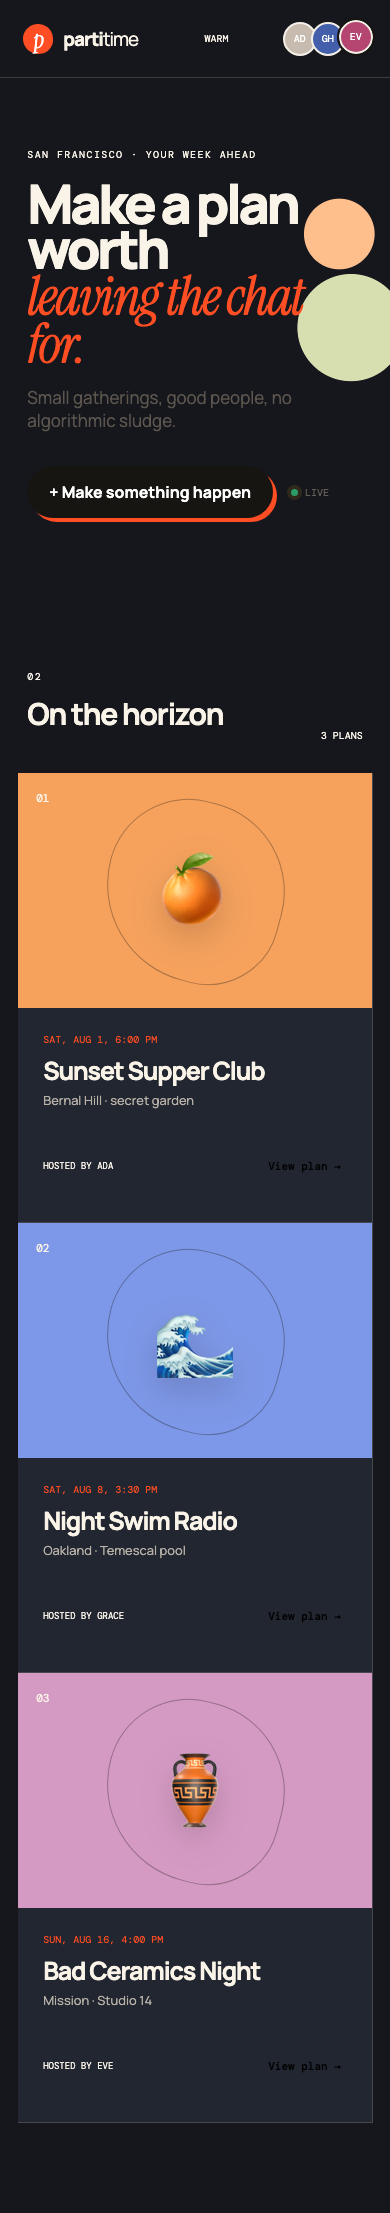 p partitime
WARM
AD GH EV
SAN FRANCISCO · YOUR WEEK AHEAD
Make a plan
worth
leaving the chat
for.
Small gatherings, good people, no
algorithmic sludge.
+ Make something happen
LIVE
02
On the horizon
3 PLANS
01
SAT, AUG 1, 6:00 PM
Sunset Supper Club
Bernal Hill · secret garden
HOSTED BY ADA
View plan →
02
SAT, AUG 8, 3:30 PM
Night Swim Radio
Oakland · Temescal pool
HOSTED BY GRACE
View plan →
03
SUN, AUG 16, 4:00 PM
Bad Ceramics Night
Mission · Studio 14
HOSTED BY EVE
View plan →